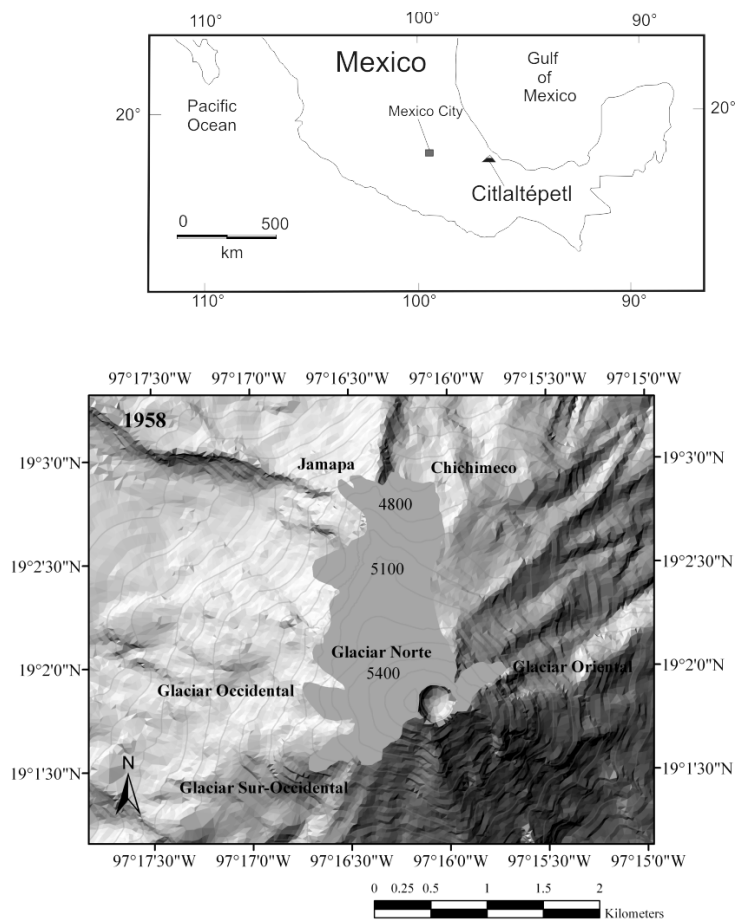 100°
90°
110°
Mexico
Gulf
of
Mexico
Pacific
Ocean
20°
20°
Mexico City
Citlaltépetl
0 500
km
110°
100°
90°
97°17'30"W 97°17'0"W 97°16'30"W 97°16'0"W 97°15'30"W 97°15'0"W
1958
19°3'0"N
19°3'0"N
Jamapa
Chichimeco
4800
19°2'30"N
5100
19°2'30"N
Glaciar Norte
Glaciar Oriental
19°2'0"N
5400
19°2'0"N
Glaciar Occidental
N
19°1'30"N
19°1'30"N
Glaciar Sur-Occidental
97°17'30"W 97°17'0"W 97°16'30"W 97°16'0"W 97°15'30"W 97°15'0"W
0 0.25 0.5 1 1.5 2
Kilometers